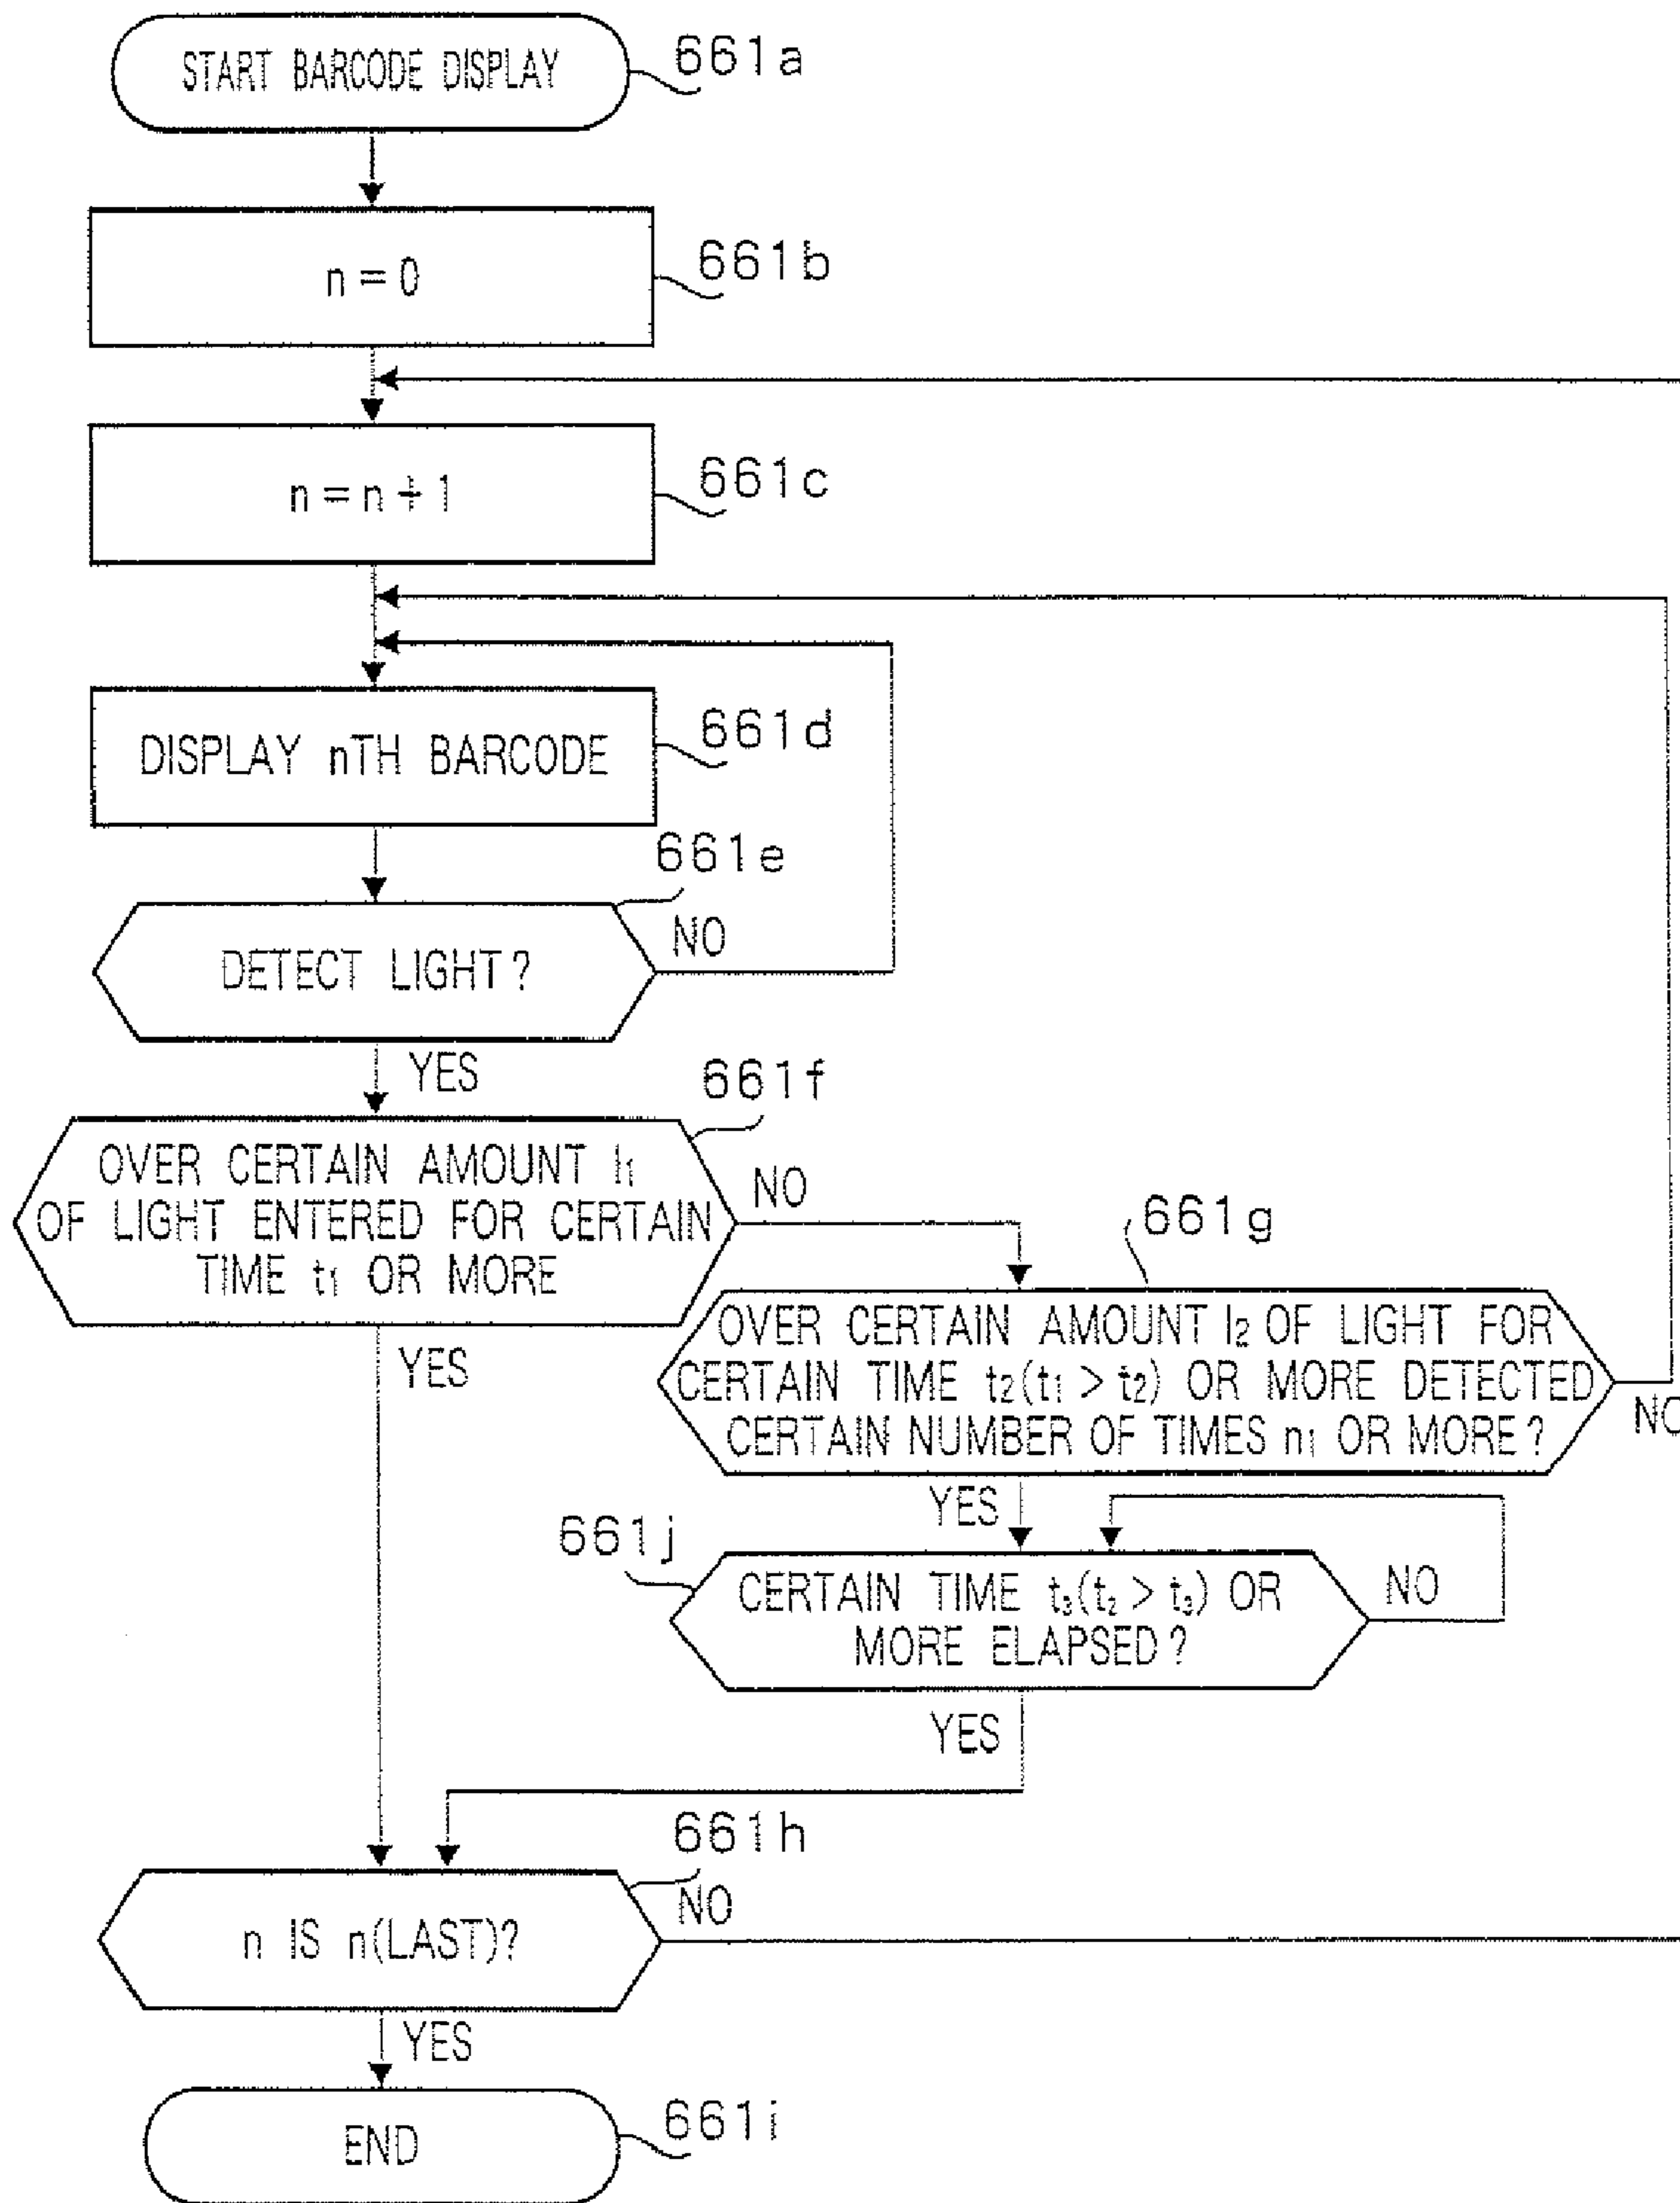 START BARCODE DISPLAY
661a
n = 0
661b
n = n + 1
661c
DISPLAY nTH BARCODE
661d
661e
DETECT LIGHT?
NO
YES
661f
OVER CERTAIN AMOUNT I₁
OF LIGHT ENTERED FOR CERTAIN
TIME t₁ OR MORE
NO
YES
661g
OVER CERTAIN AMOUNT I₂ OF LIGHT FOR
CERTAIN TIME t₂(t₁ > t₂) OR MORE DETECTED
CERTAIN NUMBER OF TIMES n₁ OR MORE?
NO
YES
661j
CERTAIN TIME t₃(t₂ > t₃) OR
MORE ELAPSED?
NO
YES
661h
n IS n(LAST)?
NO
YES
END
661i